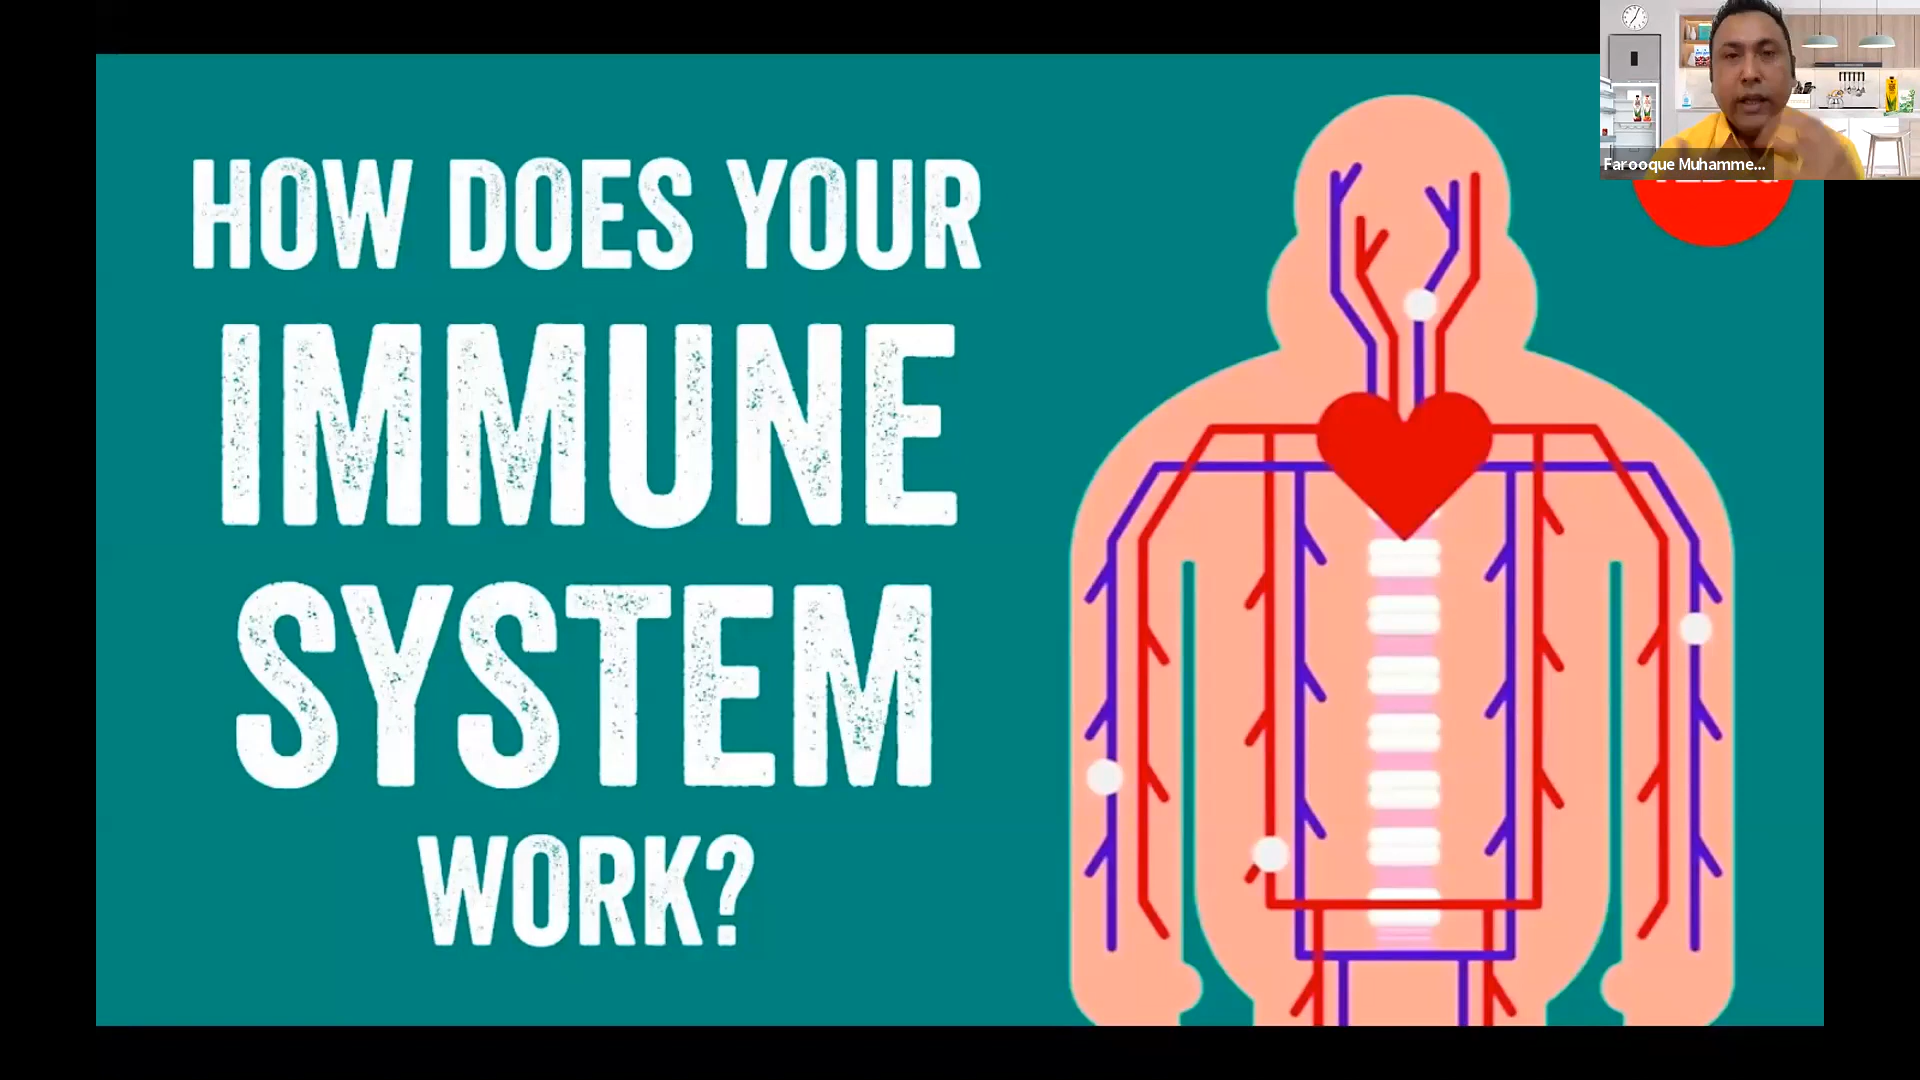 HOW DOES YOUR
IMMUNE
SYSTEM
WORK?
Farooque Muhamme...